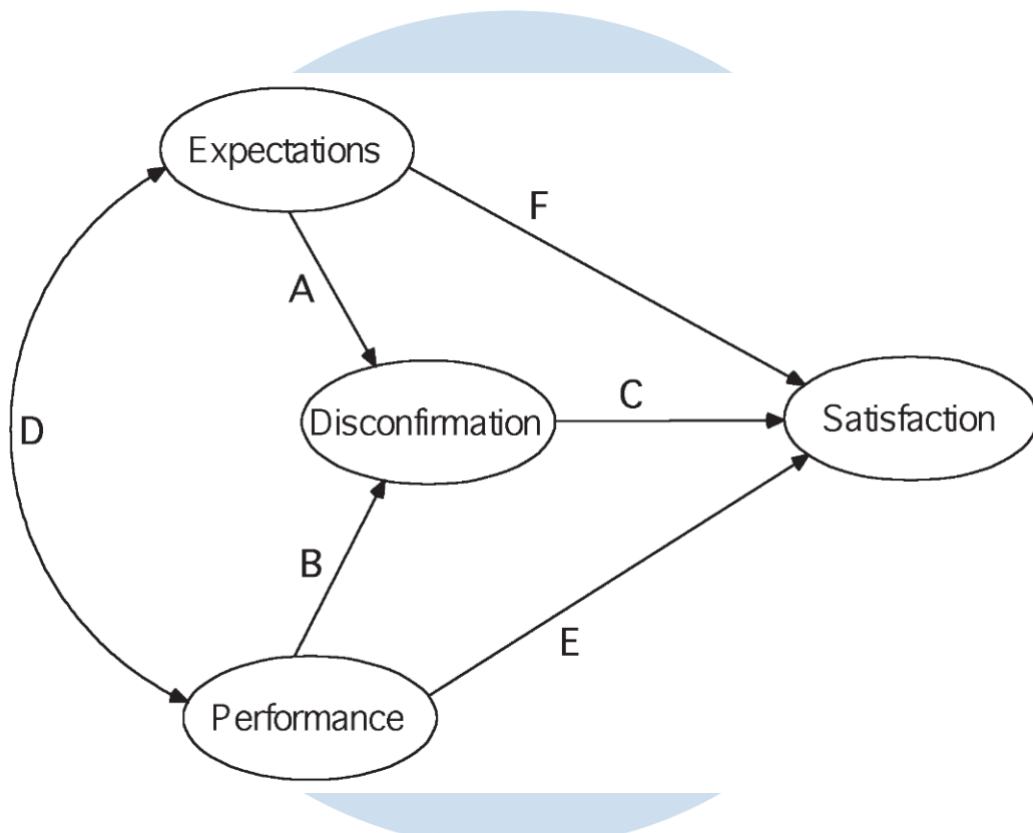 Expectations
F
A
Disconfirmation
C
Satisfaction
D
B
E
Performance